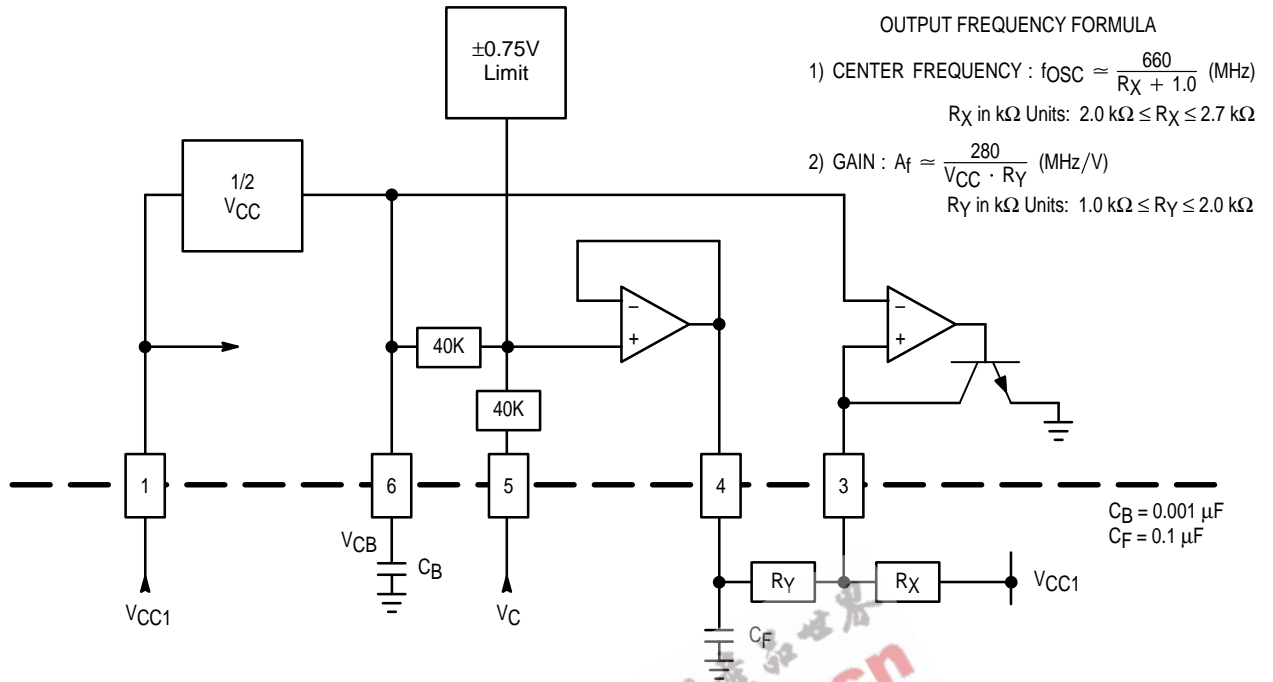 OUTPUT FREQUENCY FORMULA
1) CENTER FREQUENCY : fOSC ≃ 660 / (RX + 1.0) (MHz)
RX in kΩ Units: 2.0 kΩ ≤ RX ≤ 2.7 kΩ
2) GAIN : Af ≃ 280 / (VCC · RY) (MHz/V)
RY in kΩ Units: 1.0 kΩ ≤ RY ≤ 2.0 kΩ
±0.75V
Limit
1/2
VCC
40K
40K
−
+
−
+
1
6
5
4
3
VCC1
VCB
CB
VC
RY
RX
VCC1
CF
CB = 0.001 µF
CF = 0.1 µF
cn